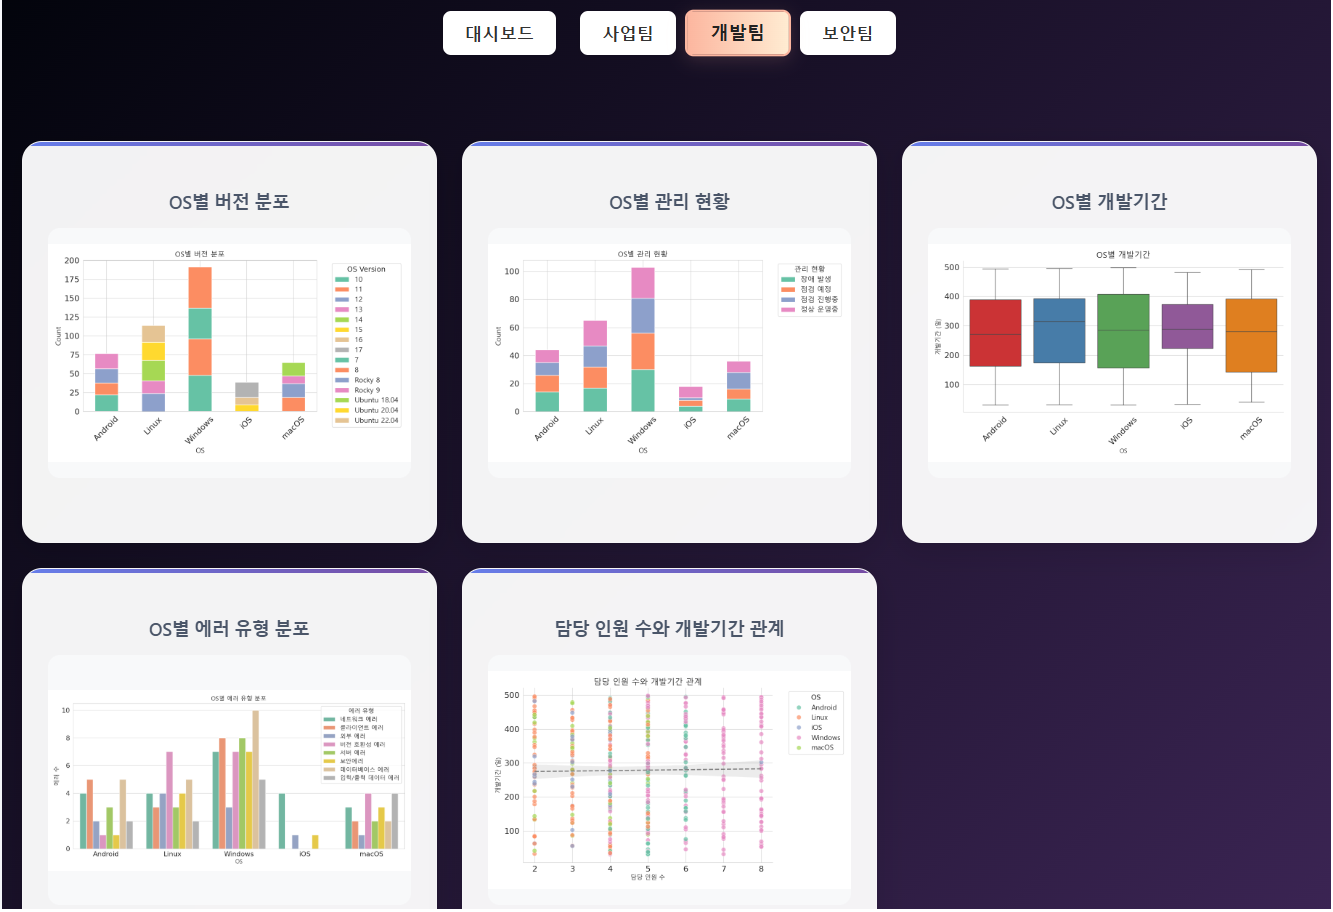 대시보드
사업팀
개발팀
보안팀
OS별 버전 분포
OS별 버전 분포
200
175
150
125
100
75
50
25
0
Count
Android
Linux
Windows
iOS
macOS
OS
OS Version
10
11
12
13
14
15
16
17
7
8
Rocky 8
Rocky 9
Ubuntu 18.04
Ubuntu 20.04
Ubuntu 22.04
OS별 관리 현황
OS별 관리 현황
100
80
60
40
20
0
Count
Android
Linux
Windows
iOS
macOS
OS
관리 현황
장애 발생
점검 예정
점검 진행중
정상 운영중
OS별 개발기간
OS별 개발기간
500
400
300
200
100
개발기간 (일)
Android
Linux
Windows
iOS
macOS
OS
OS별 에러 유형 분포
OS별 에러 유형 분포
10
8
6
4
2
0
에러 수
Android
Linux
Windows
iOS
macOS
OS
에러 유형
네트워크 에러
클라이언트 에러
외부 에러
버전 호환성 에러
서버 에러
보안에러
데이터베이스 에러
입력/출력 데이터 에러
담당 인원 수와 개발기간 관계
담당 인원 수와 개발기간 관계
500
400
300
200
100
개발기간 (일)
2
3
4
5
6
7
8
담당 인원 수
OS
Android
Linux
iOS
Windows
macOS